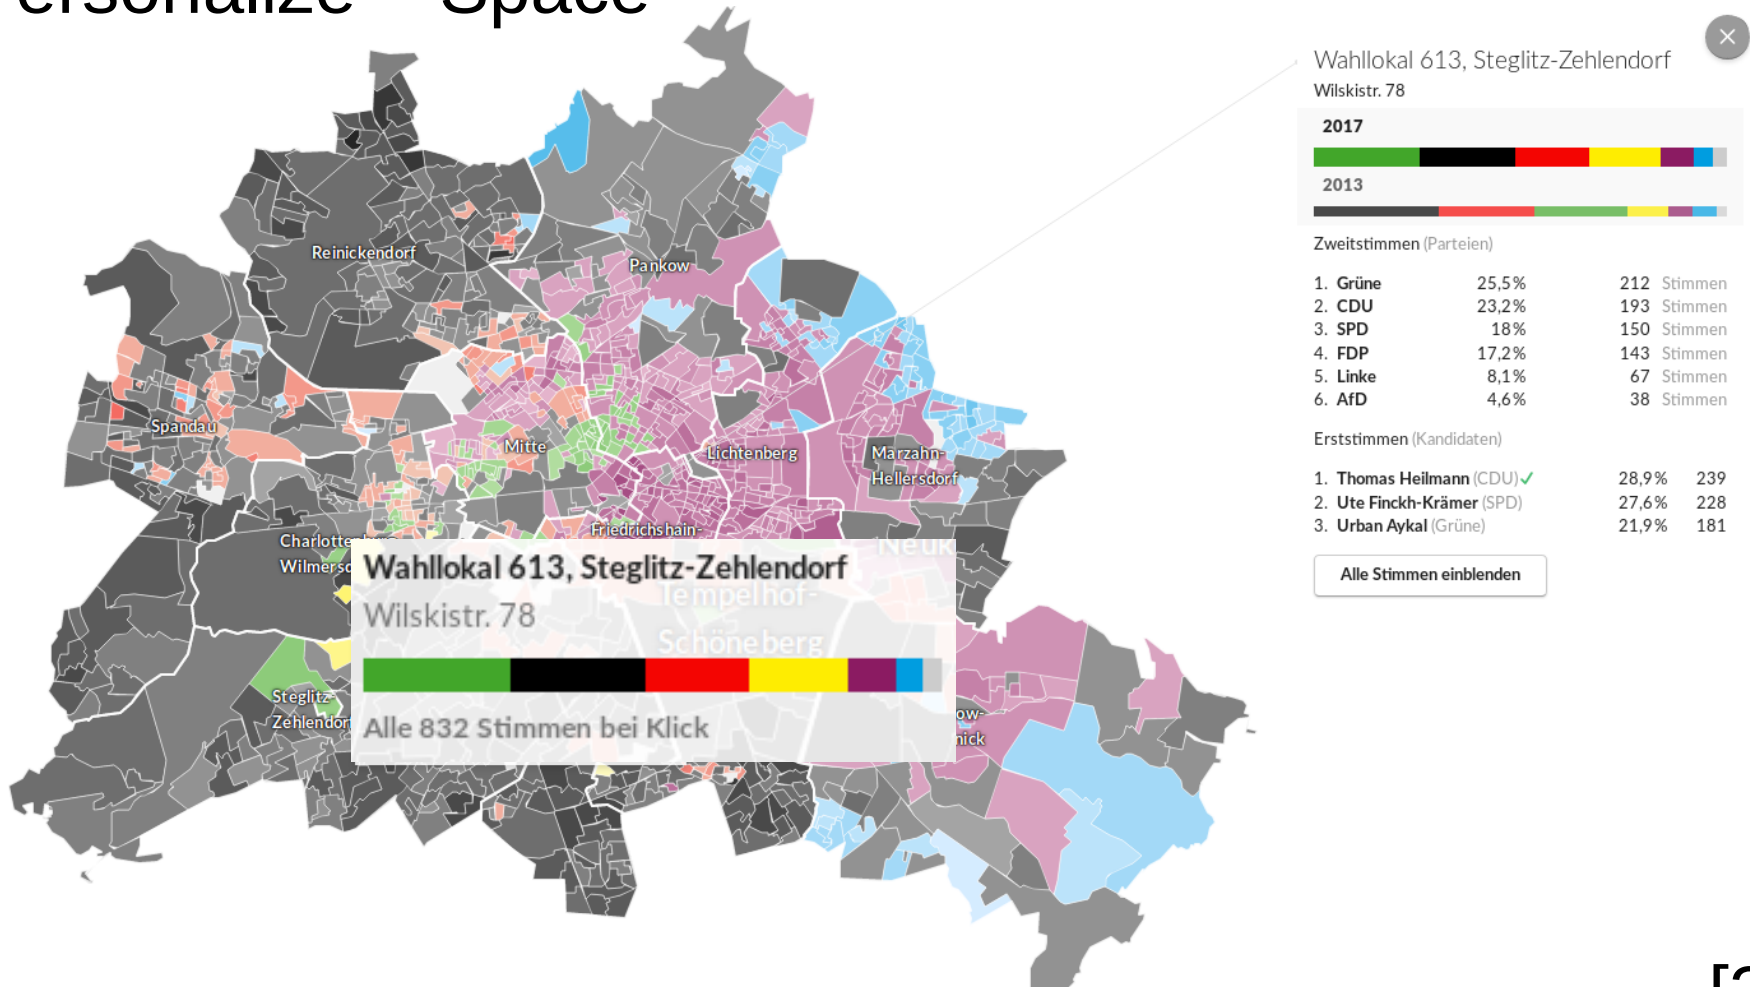 Space
Wahllokal 613, Steglitz-Zehlendorf
Wilskistr. 78
2017
2013
Zweitstimmen (Parteien)
1. Grüne 25,5% 212 Stimmen
2. CDU 23,2% 193 Stimmen
3. SPD 18% 150 Stimmen
4. FDP 17,2% 143 Stimmen
5. Linke 8,1% 67 Stimmen
6. AfD 4,6% 38 Stimmen
Erststimmen (Kandidaten)
1. Thomas Heilmann (CDU)✓ 28,9% 239
2. Ute Finckh-Krämer (SPD) 27,6% 228
3. Urban Aykal (Grüne) 21,9% 181
Alle Stimmen einblenden
Reinickendorf
Pankow
Spandau
Mitte
Lichtenberg
Marzahn-
Hellersdorf
Friedrichshain-
Steglitz-
Zehlendorf
Wahllokal 613, Steglitz-Zehlendorf
Wilskistr. 78
Tempelhof-
Schöneberg
Alle 832 Stimmen bei Klick